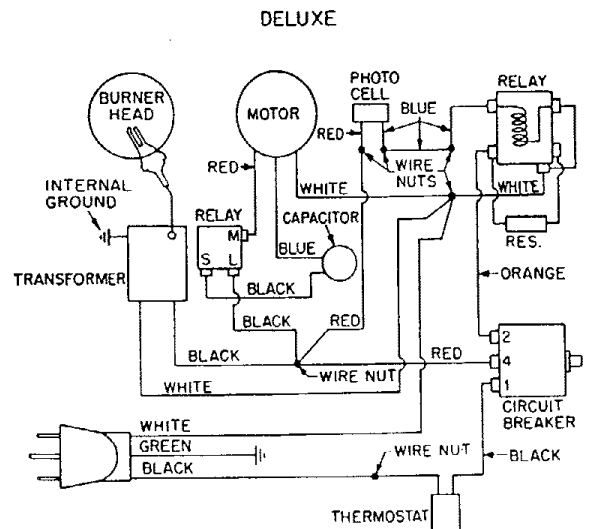 DELUXE
BURNER
HEAD
MOTOR
PHOTO
CELL
RELAY
BLUE
RED
RED
WIRE
NUTS
INTERNAL
GROUND
WHITE
WHITE
RELAY
M
S L
CAPACITOR
RES.
BLUE
TRANSFORMER
ORANGE
BLACK
BLACK
RED
2
BLACK
RED
4
WIRE NUT
1
WHITE
CIRCUIT
BREAKER
WHITE
GREEN
BLACK
WIRE NUT
BLACK
THERMOSTAT